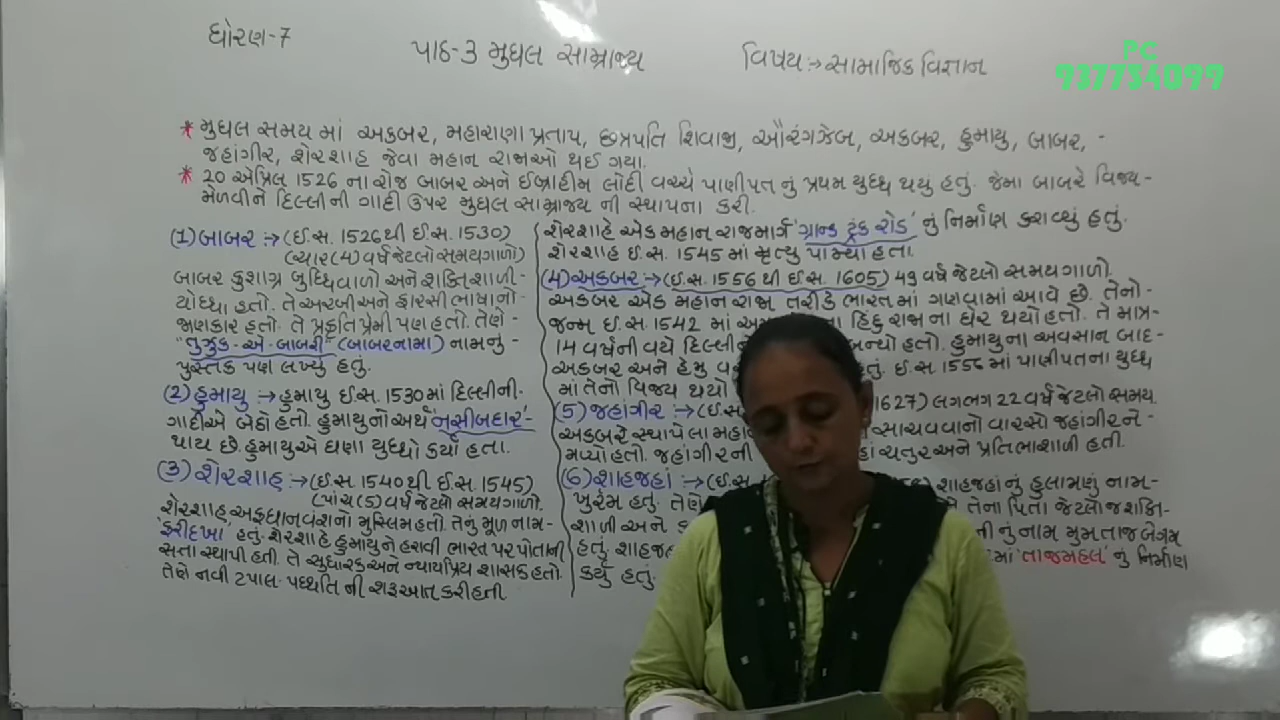 ધોરણ-7
પાઠ-3 મુઘલ સામ્રાજ્ય
વિષય :→ સામાજિક વિજ્ઞાન
PC
937734099
* મુઘલ સમય માં અકબર, મહારાણા પ્રતાપ, છત્રપતિ શિવાજી, ઔરંગઝેબ, અકબર, હુમાયુ, બાબર, -
જહાંગીર, શેરશાહ જેવા મહાન રાજાઓ થઈ ગયા.
* 20 એપ્રિલ 1526 ના રોજ બાબર અને ઈબ્રાહીમ લોદી વચ્ચે પાણીપત નું પ્રથમ યુધ્ધ થયું હતું. જેમાં બાબરે વિજય -
મેળવીને દિલ્લી ની ગાદી ઉપર મુઘલ સામ્રાજ્ય ની સ્થાપના કરી.
(1) બાબર :→ (ઈ.સ. 1526 થી ઈ.સ. 1530)
(ચાર(4) વર્ષ જેટલો સમયગાળો)
બાબર કુશાગ્ર બુધ્ધિવાળો અને શક્તિશાળી -
યોધ્ધા હતો. તે અરબી અને ફારસી ભાષાનો -
જાણકાર હતો. તે પ્રકૃતિ પ્રેમી પણ હતો. તેણે -
"તુઝુક-એ-બાબરી" (બાબરનામા) નામનું -
પુસ્તક પણ લખ્યું હતું.
(2) હુમાયુ :→ હુમાયુ ઈ.સ. 1530 માં દિલ્લીની -
ગાદીએ બેઠો હતો. હુમાયુનો અર્થ 'નસીબદાર' -
થાય છે. હુમાયુએ ઘણા યુધ્ધો કર્યા હતા.
(3) શેરશાહ :→ (ઈ.સ. 1540 થી ઈ.સ. 1545)
(પાંચ(5) વર્ષ જેટલો સમયગાળો.
શેરશાહ અફઘાનવંશનો મુસ્લિમ હતો. તેનું મૂળ નામ -
'ફરીદખાં' હતું. શેરશાહે હુમાયુને હરાવી ભારત પર પોતાની
સત્તા સ્થાપી હતી. તે સુધારક અને ન્યાયપ્રિય શાસક હતો.
તેણે નવી ટપાલ પધ્ધતિ ની શરૂઆત કરી હતી
શેરશાહે એક મહાન રાજમાર્ગ 'ગ્રાન્ડ ટ્રંક રોડ' નું નિર્માણ કરાવ્યું હતું.
શેરશાહ ઈ.સ. 1545 માં મૃત્યુ પામ્યા હતા.
(4) અકબર :→ (ઈ.સ. 1556 થી ઈ.સ. 1605) 49 વર્ષ જેટલો સમયગાળો.
અકબર એક મહાન રાજા તરીકે ભારત માં ગણવામાં આવે છે. તેનો -
જન્મ ઈ.સ. 1542 માં ના હિંદુ રાજા ના ઘેર થયો હતો. તે માત્ર -
14 વર્ષની વયે દિલ્લીનો બન્યો હતો. હુમાયુના અવસાન બાદ -
અકબર અને હેમુ હતું. ઈ.સ. 1556 માં પાણીપતના યુધ્ધ
માં તેનો વિજય થયો
(5) જહાંગીર :→ (ઈ.સ. 1627) લગભગ 22 વર્ષ જેટલો સમય.
અકબરે સ્થાપેલા મહાન સાચવવાનો વારસો જહાંગીરને -
મળ્યો હતો. જહાંગીરની ચતુર અને પ્રતિભાશાળી હતી.
(6) શાહજહાં :→ (ઈ.સ. શાહજહાં નું હુલામણું નામ -
ખુર્રમ હતું. તેણે તેના પિતા જેટલો જ શક્તિ -
શાળી અને નું નામ મુમતાજ બેગમ
હતું. માં 'તાજમહેલ' નું નિર્માણ
કર્યું હતું.